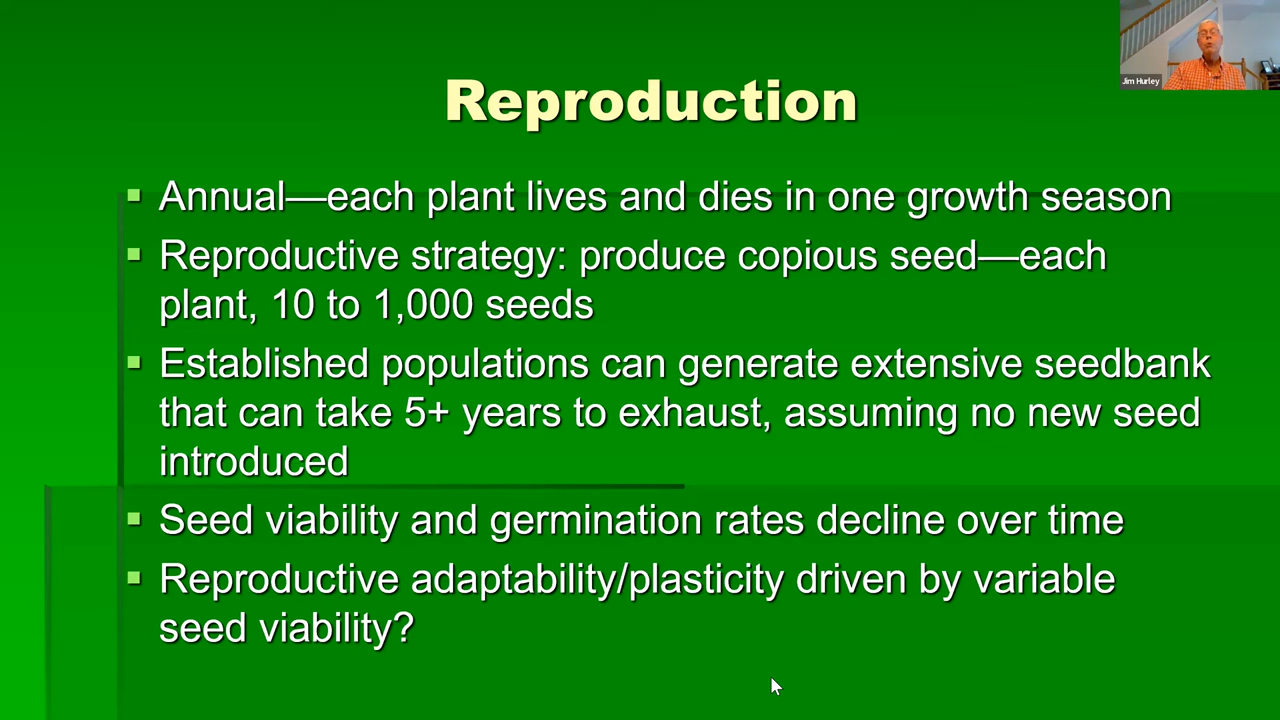 Jim Hurley
Reproduction
▪ Annual—each plant lives and dies in one growth season
▪ Reproductive strategy: produce copious seed—each
plant, 10 to 1,000 seeds
▪ Established populations can generate extensive seedbank
that can take 5+ years to exhaust, assuming no new seed
introduced
▪ Seed viability and germination rates decline over time
▪ Reproductive adaptability/plasticity driven by variable
seed viability?